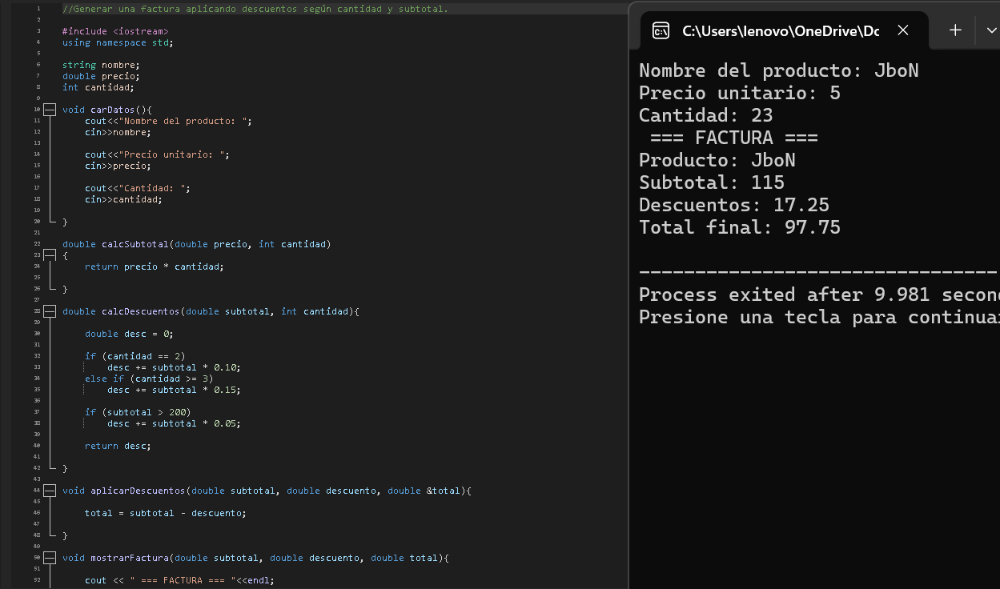 //Generar una factura aplicando descuentos según cantidad y subtotal.
#include <iostream>
using namespace std;
string nombre;
double precio;
int cantidad;
void carDatos(){
cout<<"Nombre del producto: ";
cin>>nombre;
cout<<"Precio unitario: ";
cin>>precio;
cout<<"Cantidad: ";
cin>>cantidad;
}
double calcSubtotal(double precio, int cantidad)
{
return precio * cantidad;
}
double calcDescuentos(double subtotal, int cantidad){
double desc = 0;
if (cantidad == 2)
desc += subtotal * 0.10;
else if (cantidad >= 3)
desc += subtotal * 0.15;
if (subtotal > 200)
desc += subtotal * 0.05;
return desc;
}
void aplicarDescuentos(double subtotal, double descuento, double &total){
total = subtotal - descuento;
}
void mostrarFactura(double subtotal, double descuento, double total){
cout << " === FACTURA === "<<endl;
C:\Users\lenovo\OneDrive\Dc
Nombre del producto: JboN
Precio unitario: 5
Cantidad: 23
=== FACTURA ===
Producto: JboN
Subtotal: 115
Descuentos: 17.25
Total final: 97.75
--------------------------------
Process exited after 9.981 secon
Presione una tecla para continua